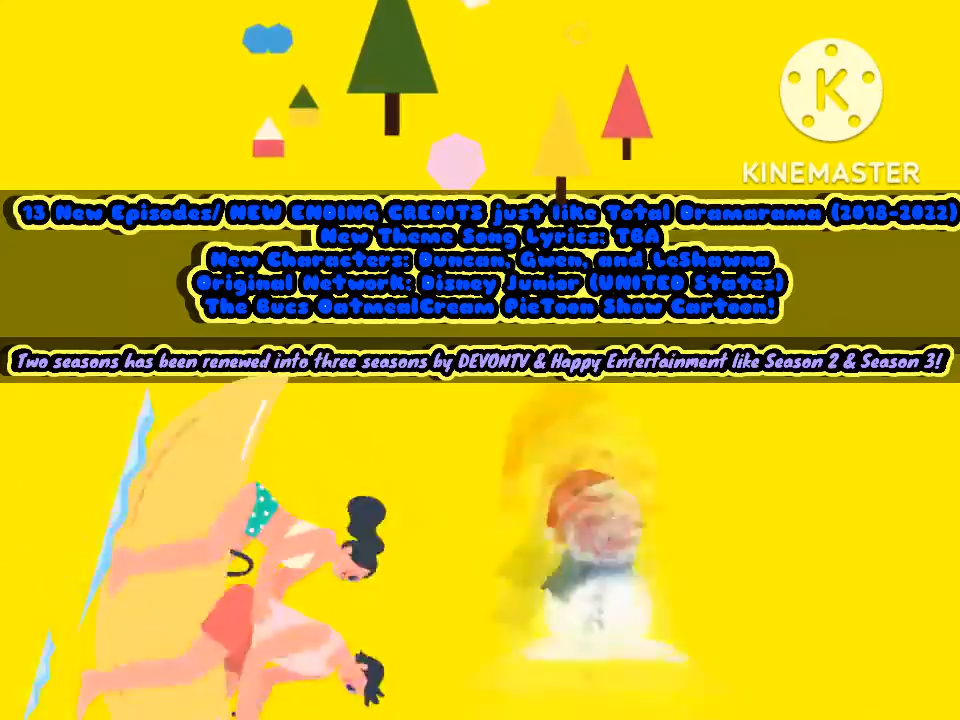 K
KINEMASTER
13 New Episodes/ NEW ENDING CREDITS just like Total Dramarama (2018-2022)
New Theme Song Lyrics: TBA
New Characters: Duncan, Gwen, and LeShawna
Original Network: Disney Junior (UNITED States)
The Bues OatmealCream PieToon Show Cartoon!
Two seasons has been renewed into three seasons by DEVONTV & Happy Entertainment like Season 2 & Season 3!